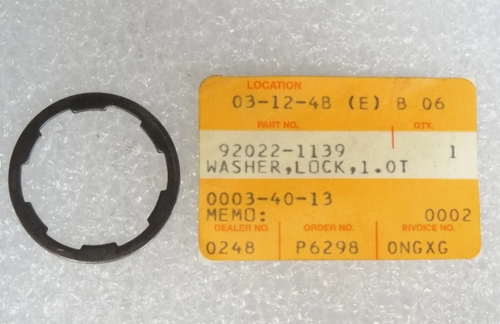 LOCATION
03-12-4B (E) B 06
PART NO. QTY.
92022-1139 1
WASHER,LOCK,1.0T
0003-40-13
MEMO: 0002
DEALER NO. ORDER NO. INVOICE NO.
0248 P6298 0NGXG